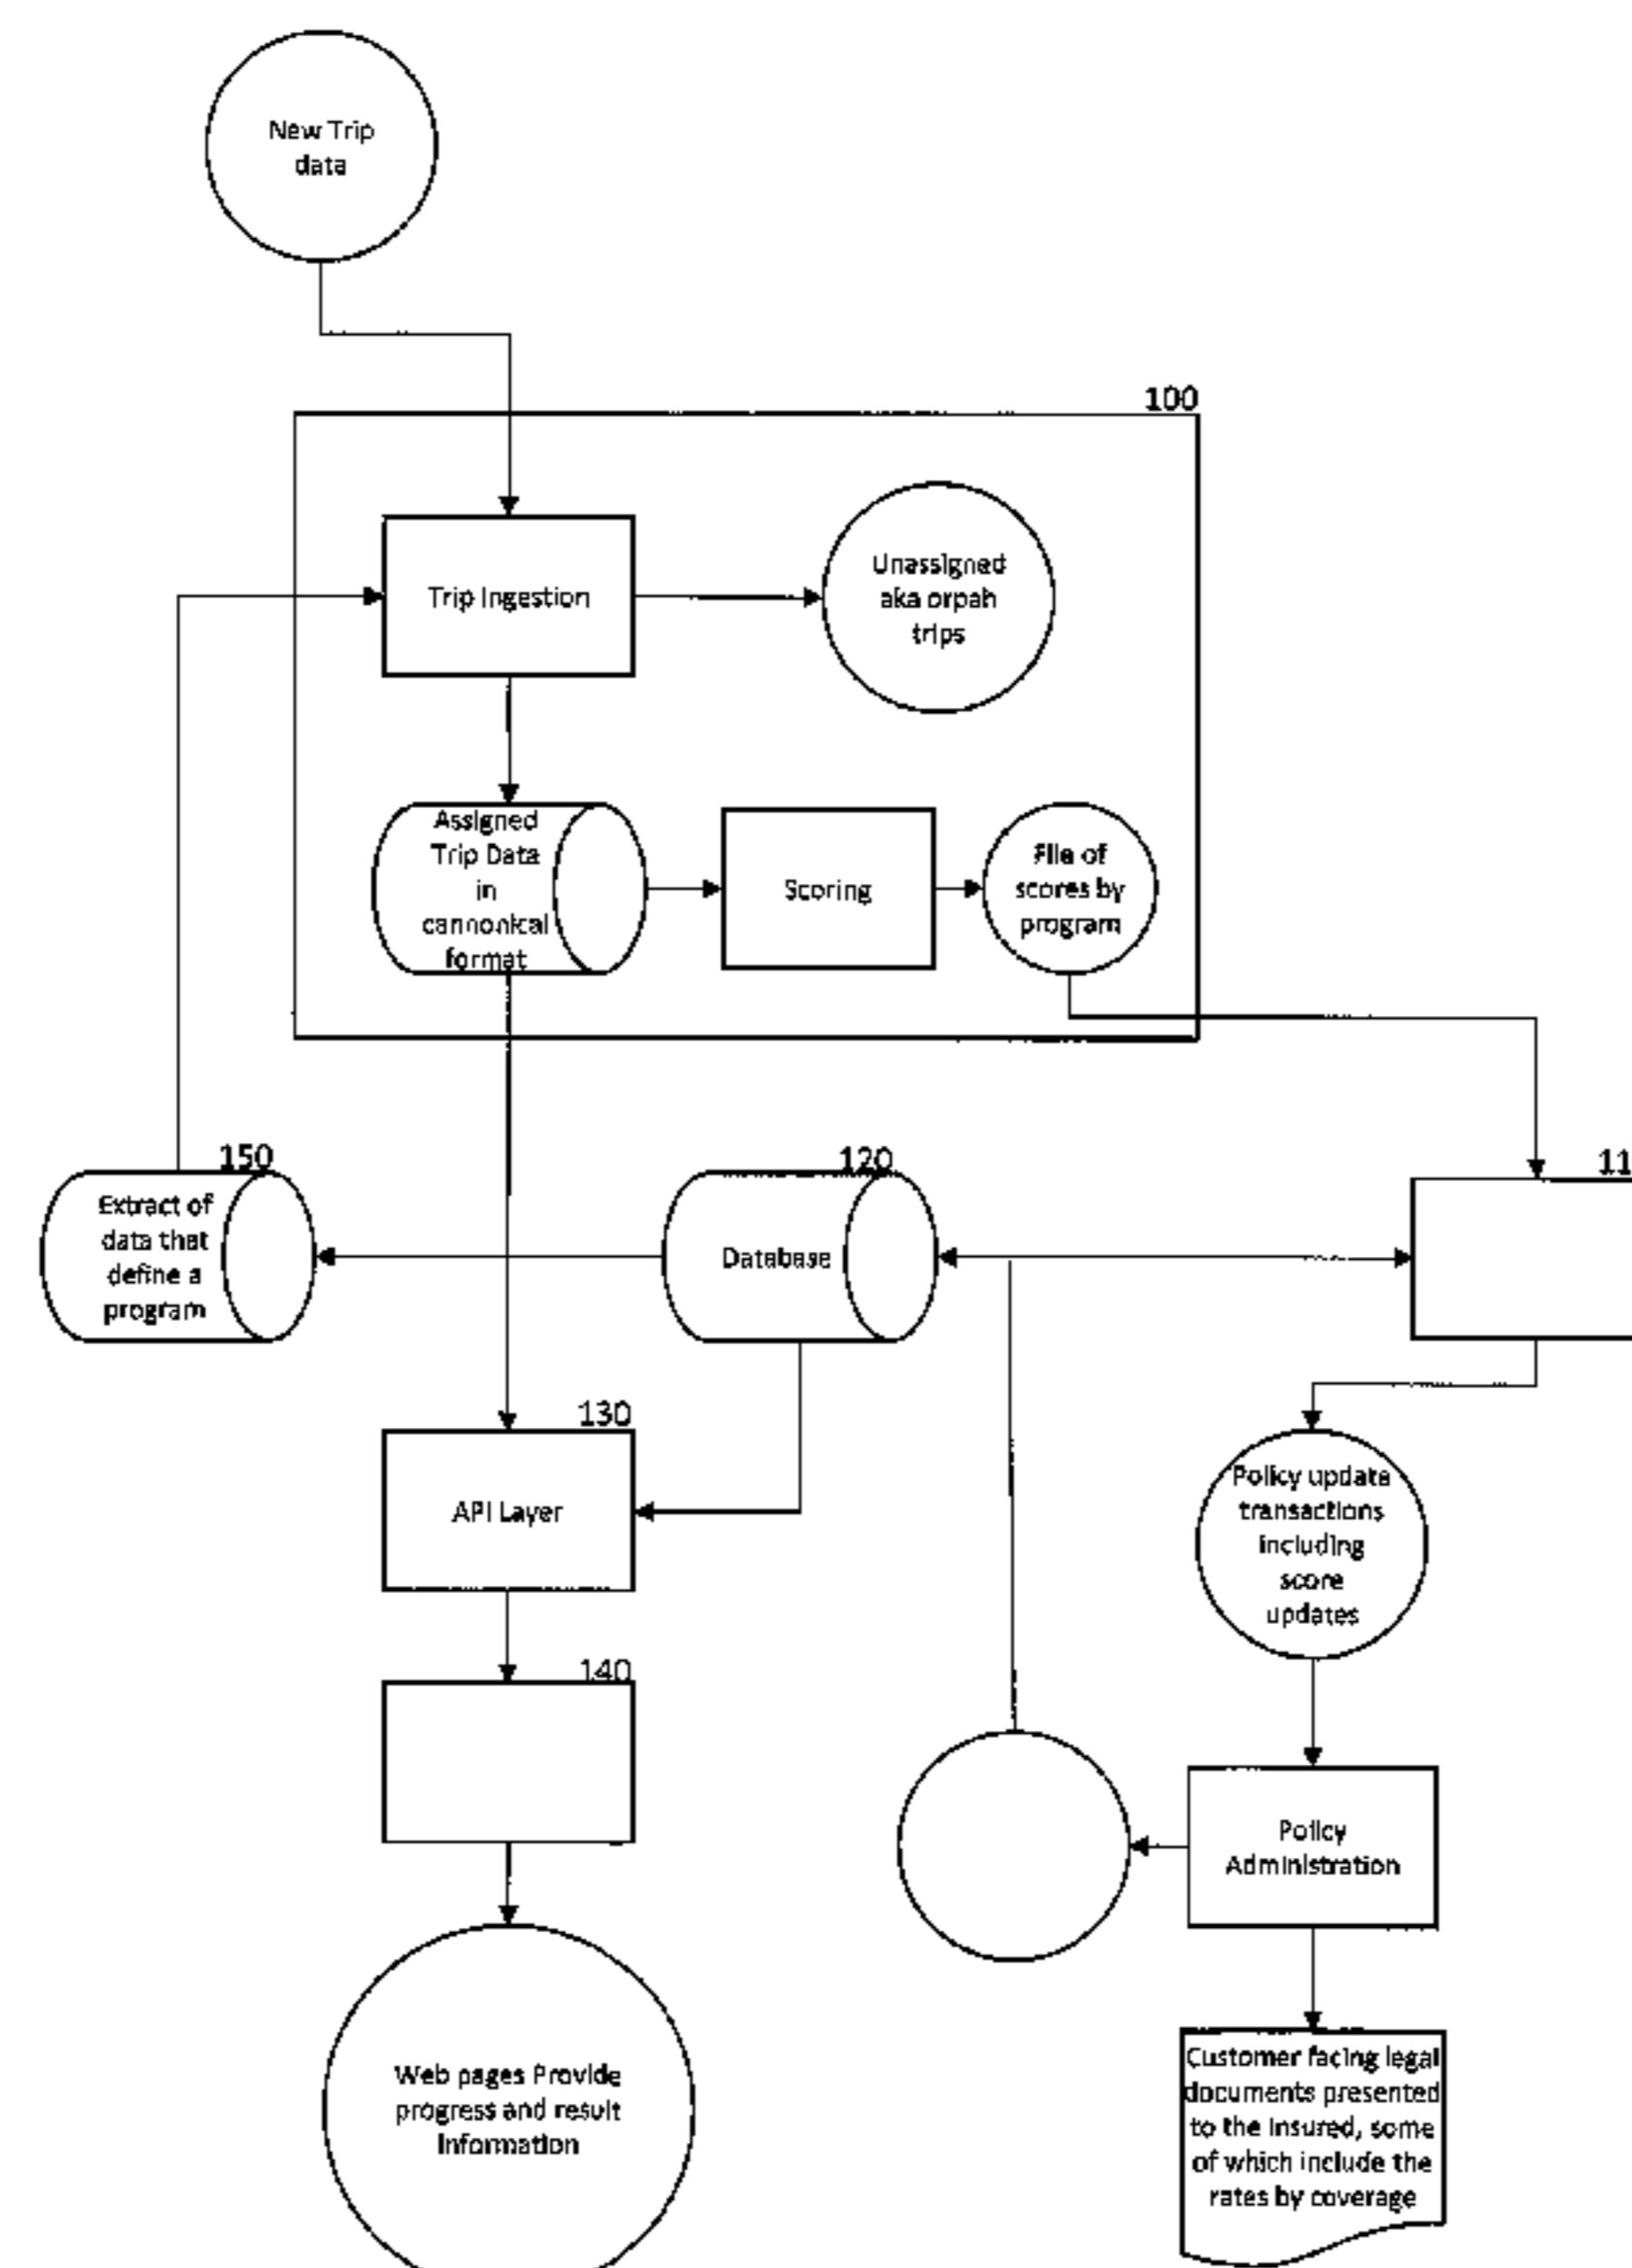 New Trip
data
100
Trip Ingestion
Unassigned
aka orpah
trips
Assigned
Trip Data
in
cannonical
format
Scoring
File of
scores by
program
150
Extract of
data that
define a
program
120
Database
11
130
API Layer
Policy update
transactions
including
score
updates
140
Policy
Administration
Web pages Provide
progress and result
Information
Customer facing legal
documents presented
to the insured, some
of which include the
rates by coverage